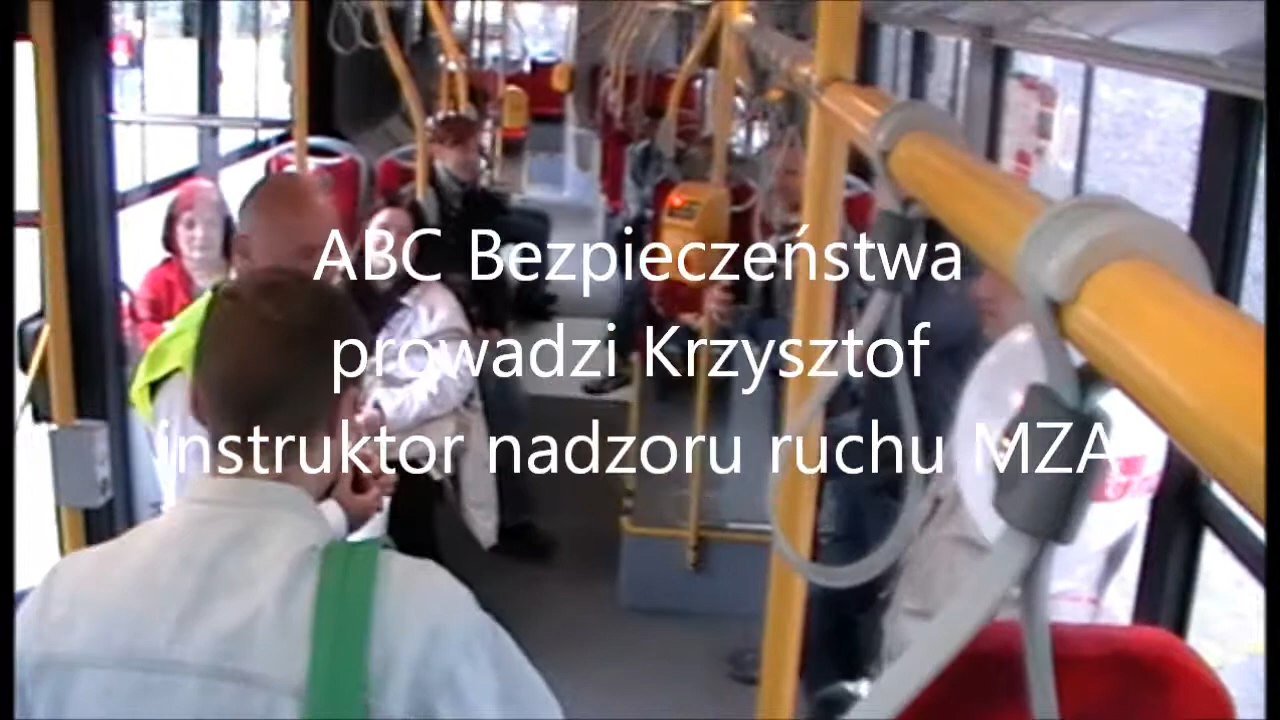 ABC Bezpieczeństwa
prowadzi Krzysztof
instruktor nadzoru ruchu MZA